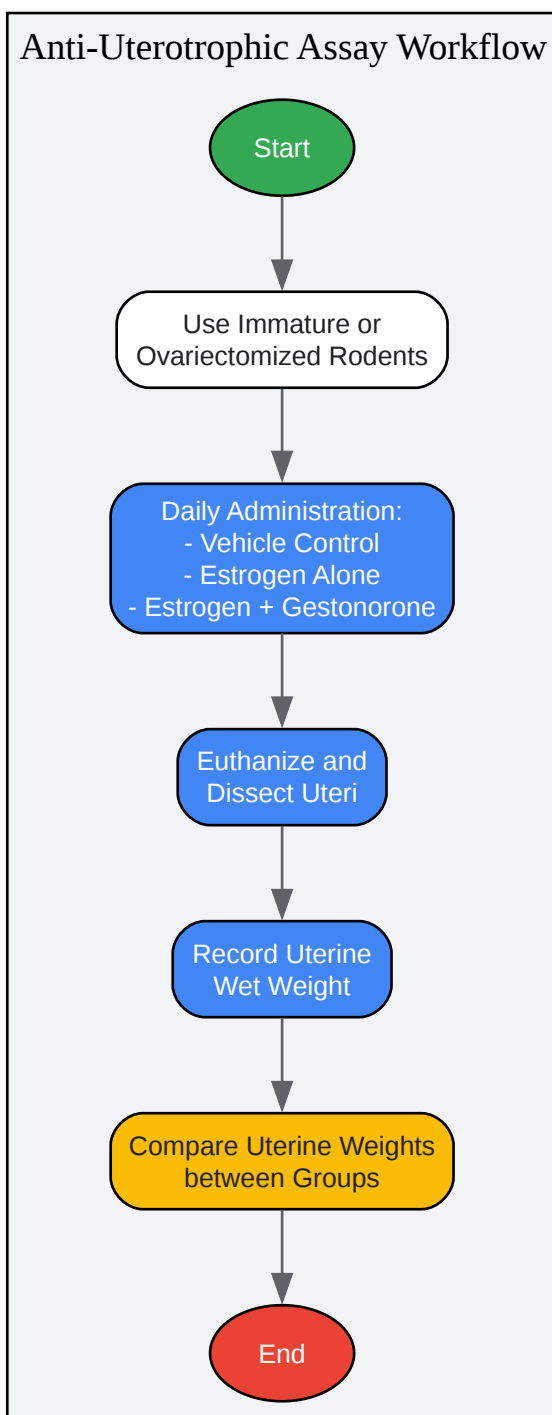 Anti-Uterotrophic Assay Workflow
Start
Use Immature or
Ovariectomized Rodents
Daily Administration:
- Vehicle Control
- Estrogen Alone
- Estrogen + Gestonorone
Euthanize and
Dissect Uteri
Record Uterine
Wet Weight
Compare Uterine Weights
between Groups
End